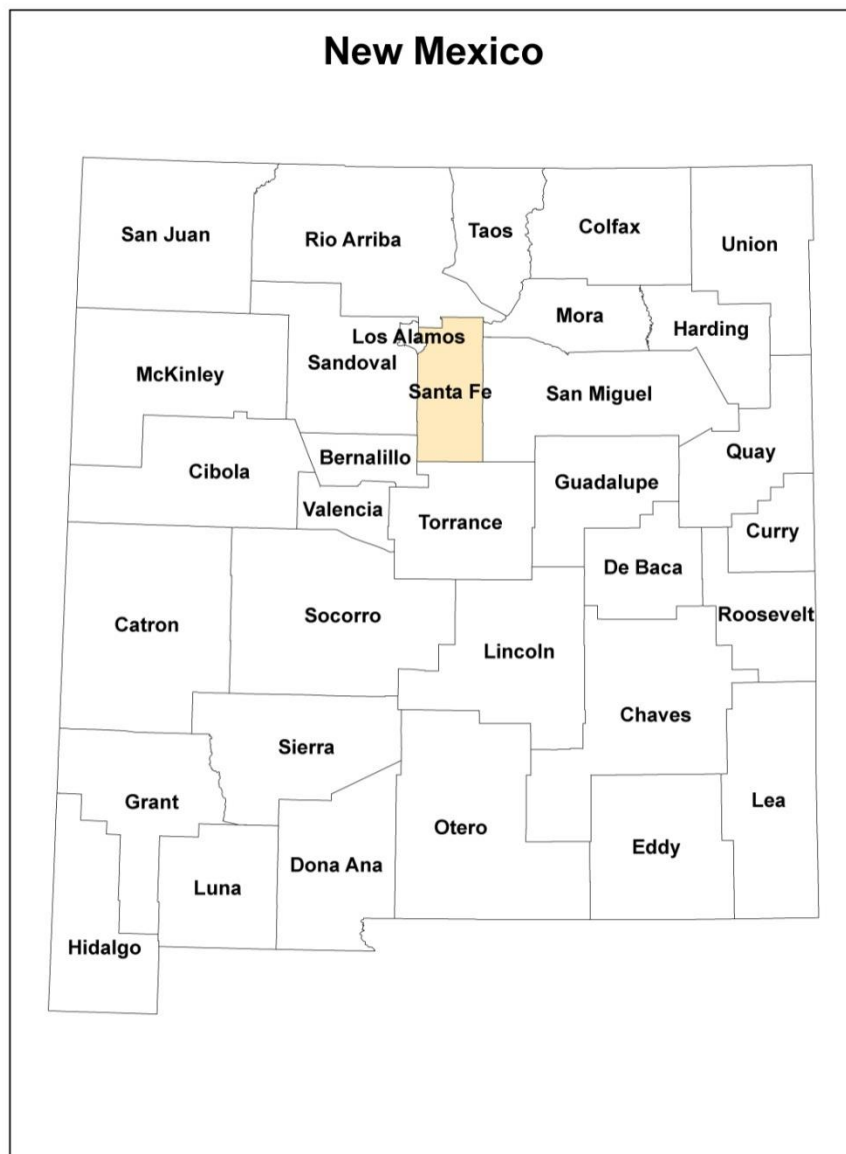 New Mexico
San Juan
Rio Arriba
Taos
Colfax
Union
Mora
Harding
Los Alamos
Sandoval
McKinley
Santa Fe
San Miguel
Bernalillo
Quay
Cibola
Guadalupe
Valencia
Torrance
Curry
De Baca
Catron
Socorro
Roosevelt
Lincoln
Chaves
Sierra
Grant
Lea
Otero
Eddy
Dona Ana
Luna
Hidalgo